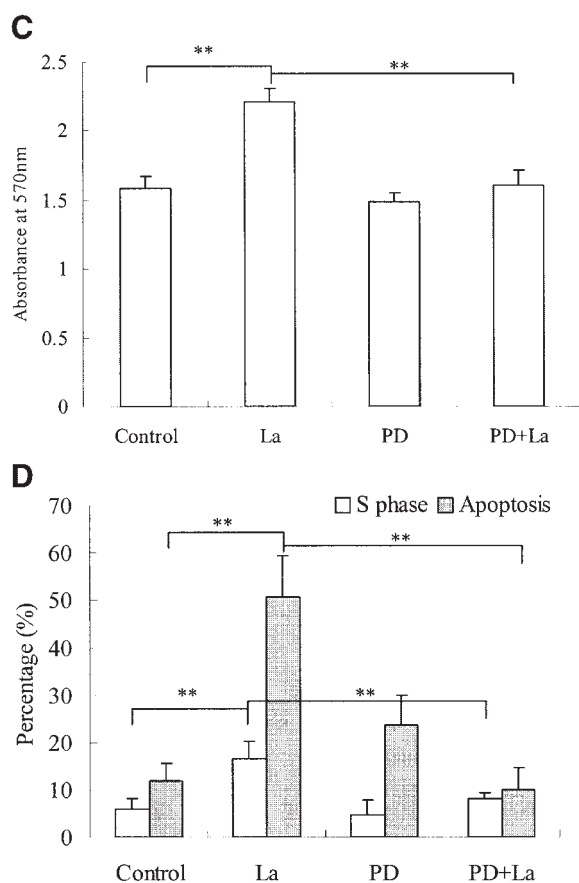 C
** **
Absorbance at 570nm
2.5
2
1.5
1
0.5
0
Control La PD PD+La
D
S phase Apoptosis
** **
** **
Percentage (%)
70
60
50
40
30
20
10
0
Control La PD PD+La